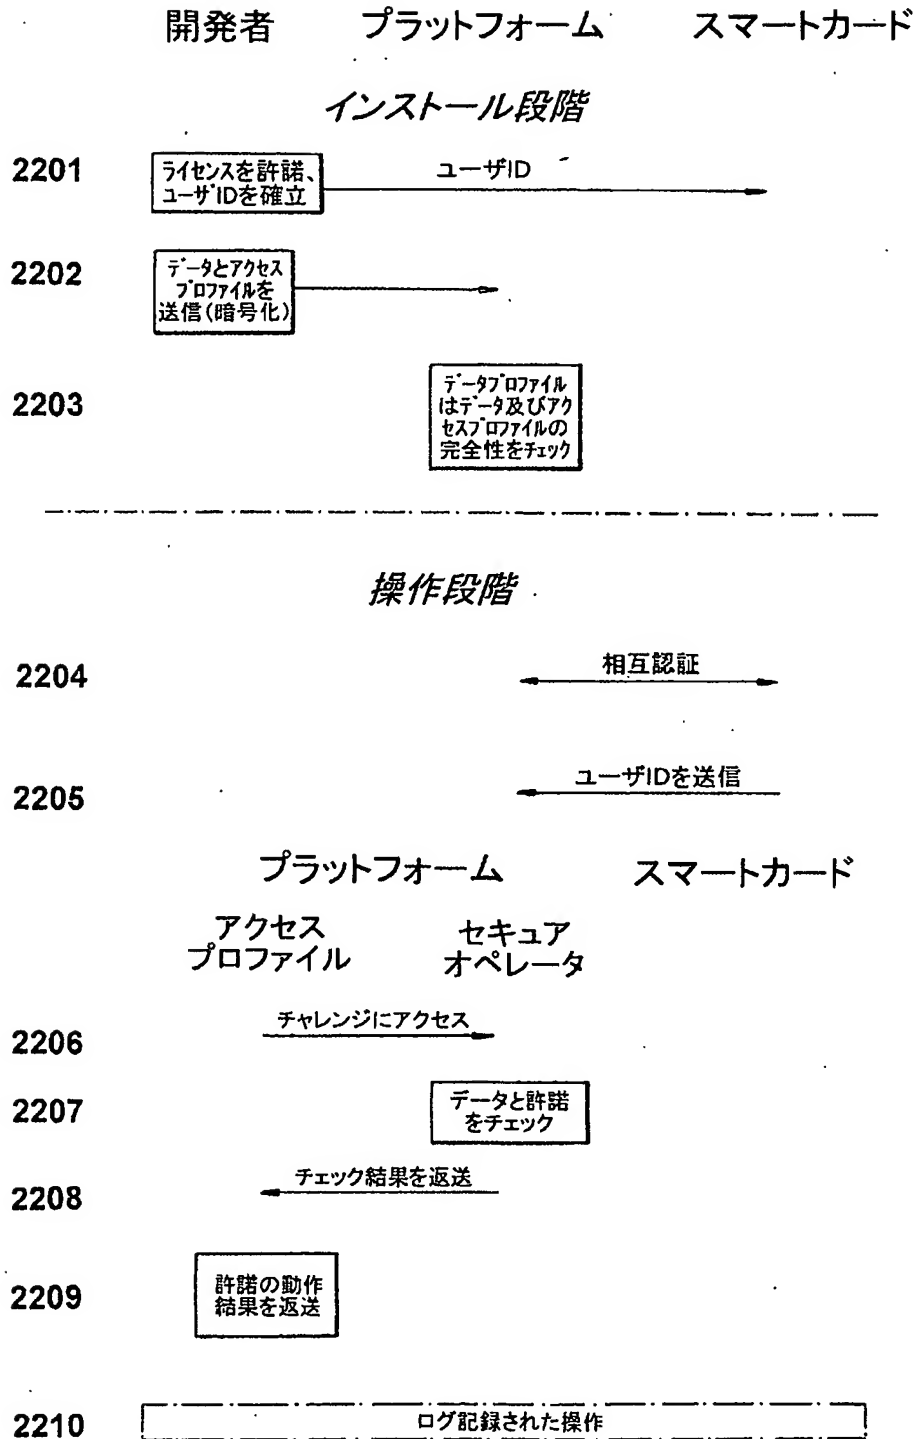 開発者 プラットフォーム スマートカード
インストール段階
2201
ライセンスを許諾、
ユーザIDを確立
ユーザID
2202
データとアクセス
プロファイルを
送信(暗号化)
2203
データプロファイル
はデータ及びアク
セスプロファイルの
完全性をチェック
操作段階
2204
相互認証
2205
ユーザIDを送信
プラットフォーム スマートカード
アクセス
プロファイル
セキュア
オペレータ
2206
チャレンジにアクセス
2207
データと許諾
をチェック
2208
チェック結果を返送
2209
許諾の動作
結果を返送
2210
ログ記録された操作